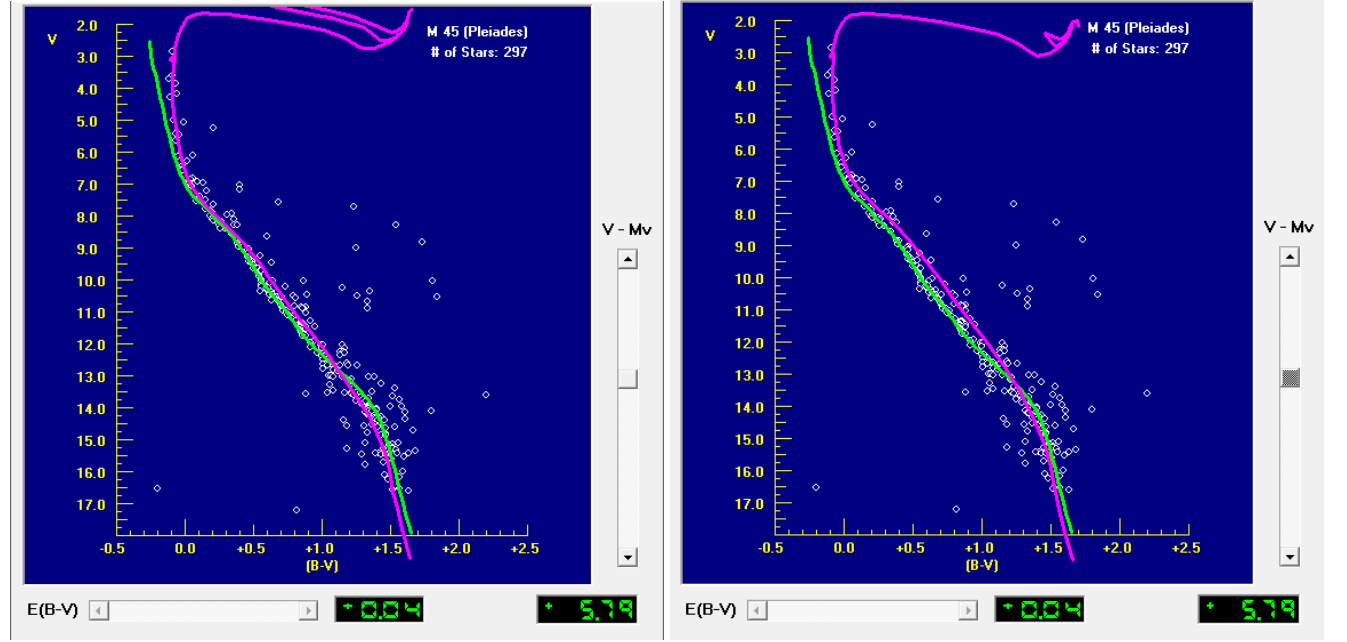 V
M 45 (Pleiades)
# of Stars: 297
2.0
3.0
4.0
5.0
6.0
7.0
8.0
9.0
10.0
11.0
12.0
13.0
14.0
15.0
16.0
17.0
-0.5 0.0 +0.5 +1.0 +1.5 +2.0 +2.5
(B-V)
V - Mv
E(B-V) +0.04 + 5.79
V
M 45 (Pleiades)
# of Stars: 297
2.0
3.0
4.0
5.0
6.0
7.0
8.0
9.0
10.0
11.0
12.0
13.0
14.0
15.0
16.0
17.0
-0.5 0.0 +0.5 +1.0 +1.5 +2.0 +2.5
(B-V)
V - Mv
E(B-V) +0.04 + 5.79